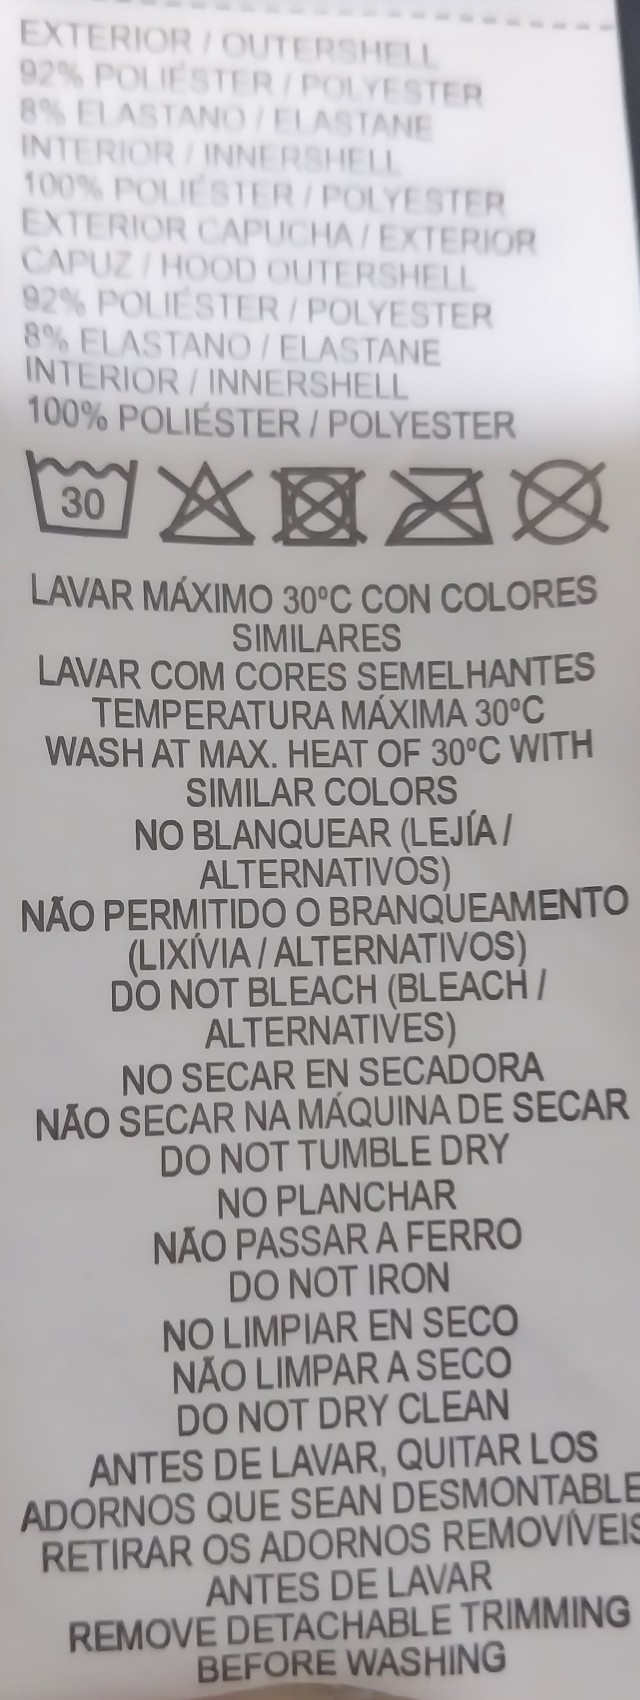 EXTERIOR / OUTERSHELL
92% POLIÉSTER / POLYESTER
8% ELASTANO / ELASTANE
INTERIOR / INNERSHELL
100% POLIÉSTER / POLYESTER
EXTERIOR CAPUCHA / EXTERIOR
CAPUZ / HOOD OUTERSHELL
92% POLIÉSTER / POLYESTER
8% ELASTANO / ELASTANE
INTERIOR / INNERSHELL
100% POLIÉSTER / POLYESTER
30
LAVAR MÁXIMO 30ºC CON COLORES
SIMILARES
LAVAR COM CORES SEMELHANTES
TEMPERATURA MÁXIMA 30ºC
WASH AT MAX. HEAT OF 30ºC WITH
SIMILAR COLORS
NO BLANQUEAR (LEJÍA /
ALTERNATIVOS)
NÃO PERMITIDO O BRANQUEAMENTO
(LIXÍVIA / ALTERNATIVOS)
DO NOT BLEACH (BLEACH /
ALTERNATIVES)
NO SECAR EN SECADORA
NÃO SECAR NA MÁQUINA DE SECAR
DO NOT TUMBLE DRY
NO PLANCHAR
NÃO PASSAR A FERRO
DO NOT IRON
NO LIMPIAR EN SECO
NÃO LIMPAR A SECO
DO NOT DRY CLEAN
ANTES DE LAVAR, QUITAR LOS
ADORNOS QUE SEAN DESMONTABLE
RETIRAR OS ADORNOS REMOVÍVEIS
ANTES DE LAVAR
REMOVE DETACHABLE TRIMMING
BEFORE WASHING